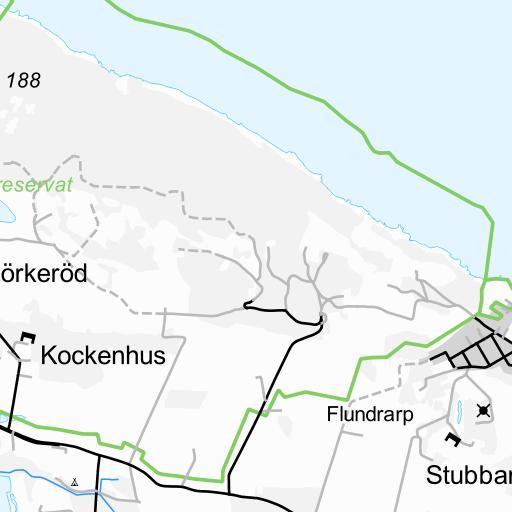 188
reservat
örkeröd
Kockenhus
Flundrarp
Stubbar